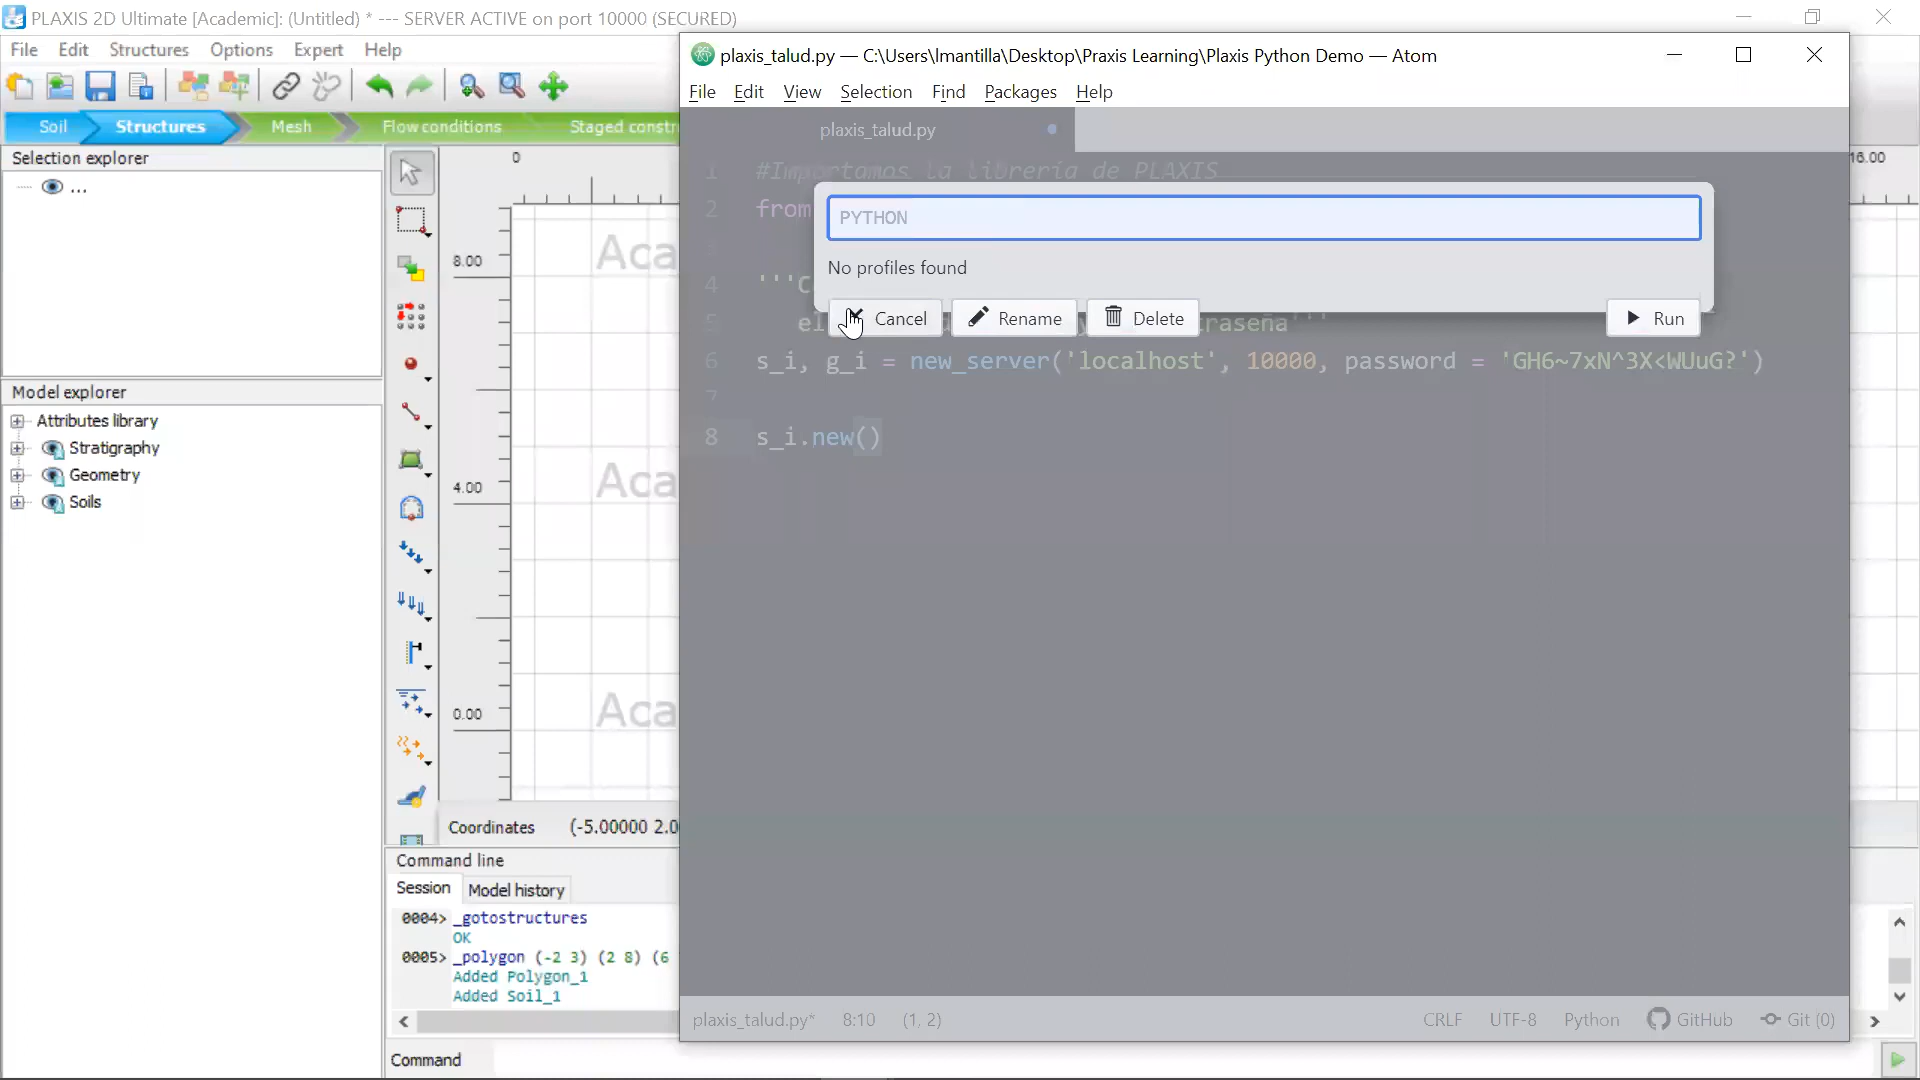 PLAXIS 2D Ultimate [Academic]: (Untitled) * --- SERVER ACTIVE on port 10000 (SECURED)
File Edit Structures Options Expert Help
Soil Structures Mesh Flow conditions Staged constr
Selection explorer
...
Model explorer
Attributes library
Stratigraphy
Geometry
Soils
0
16.00
8.00
4.00
0.00
Aca
Aca
Aca
Coordinates (-5.00000 2.0
Command line
Session Model history
0004> _gotostructures
OK
0005> _polygon (-2 3) (2 8) (6
Added Polygon_1
Added Soil_1
Command
plaxis_talud.py — C:\Users\lmantilla\Desktop\Praxis Learning\Plaxis Python Demo — Atom
File Edit View Selection Find Packages Help
plaxis_talud.py
1 #Importamos la librería de PLAXIS
2 from
PYTHON
No profiles found
Cancel Rename Delete Run
4 '''C
5 el traseña'''
6 s_i, g_i = new_server('localhost', 10000, password = 'GH6~7xN^3X<WUuG?')
7
8 s_i.new()
plaxis_talud.py* 8:10 (1, 2) CRLF UTF-8 Python GitHub Git (0)